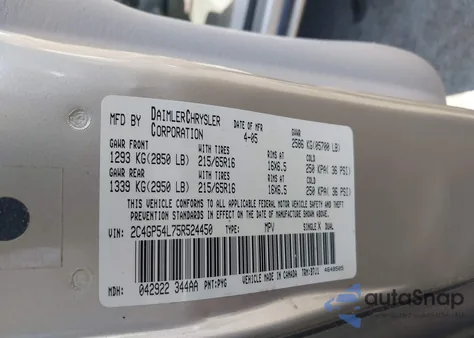 MFD BY DAIMLERCHRYSLER CORPORATION DATE OF MFR 4-05 GVWR 2586 KG(05700 LB)
GAWR FRONT WITH TIRES RIMS AT COLD
1293 KG(2850 LB) 215/65R16 16X6.5 250 KPA( 36 PSI)
GAWR REAR WITH TIRES RIMS AT COLD
1339 KG(2950 LB) 215/65R16 16X6.5 250 KPA( 36 PSI)
THIS VEHICLE CONFORMS TO ALL APPLICABLE FEDERAL MOTOR VEHICLE SAFETY, BUMPER, AND THEFT PREVENTION STANDARDS
IN EFFECT ON THE DATE OF MANUFACTURE SHOWN ABOVE.
VIN: 2C4GP54L75R524450 TYPE: MPV SINGLE X DUAL
VEHICLE MADE IN CANADA 4648505
MDH: 042922 344AA PNT:PYG
autoSnap